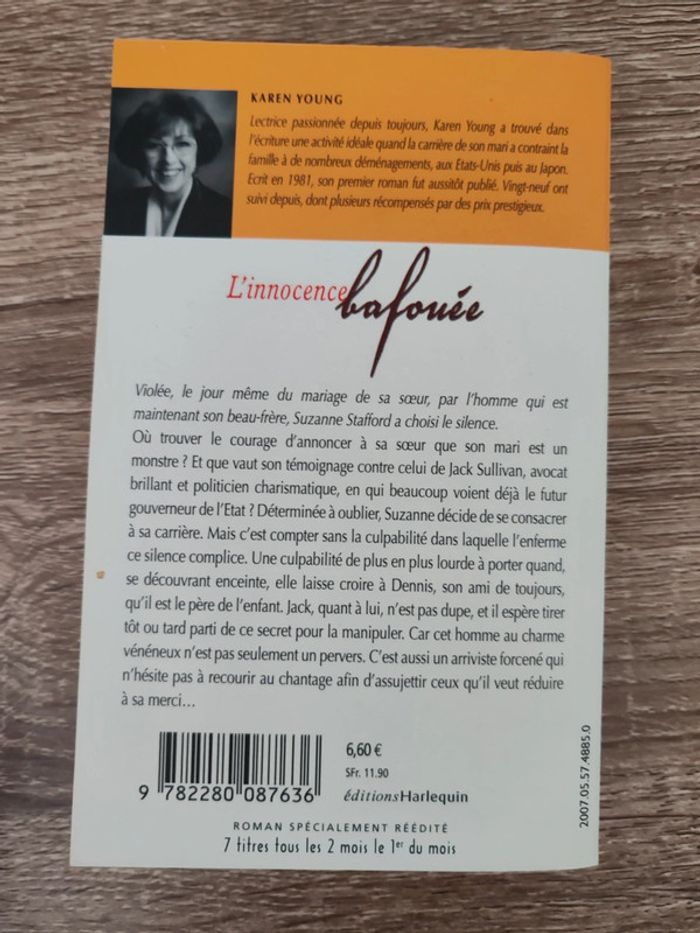 KAREN YOUNG
Lectrice passionnée depuis toujours, Karen Young a trouvé dans
l'écriture une activité idéale quand la carrière de son mari a contraint la
famille à de nombreux déménagements, aux Etats-Unis puis au Japon.
Ecrit en 1981, son premier roman fut aussitôt publié. Vingt-neuf ont
suivi depuis, dont plusieurs récompensés par des prix prestigieux.
L'innocence bafouée
Violée, le jour même du mariage de sa sœur, par l'homme qui est
maintenant son beau-frère, Suzanne Stafford a choisi le silence.
Où trouver le courage d'annoncer à sa sœur que son mari est un
monstre ? Et que vaut son témoignage contre celui de Jack Sullivan, avocat
brillant et politicien charismatique, en qui beaucoup voient déjà le futur
gouverneur de l'Etat ? Déterminée à oublier, Suzanne décide de se consacrer
à sa carrière. Mais c'est compter sans la culpabilité dans laquelle l'enferme
ce silence complice. Une culpabilité de plus en plus lourde à porter quand,
se découvrant enceinte, elle laisse croire à Dennis, son ami de toujours,
qu'il est le père de l'enfant. Jack, quant à lui, n'est pas dupe, et il espère tirer
tôt ou tard parti de ce secret pour la manipuler. Car cet homme au charme
vénéneux n'est pas seulement un pervers. C'est aussi un arriviste forcené qui
n'hésite pas à recourir au chantage afin d'assujettir ceux qu'il veut réduire
à sa merci...
6,60 €
SFr. 11.90
9 782280 087636
éditionsHarlequin
2007.05.57.4885.0
ROMAN SPÉCIALEMENT RÉÉDITÉ
7 titres tous les 2 mois le 1er du mois